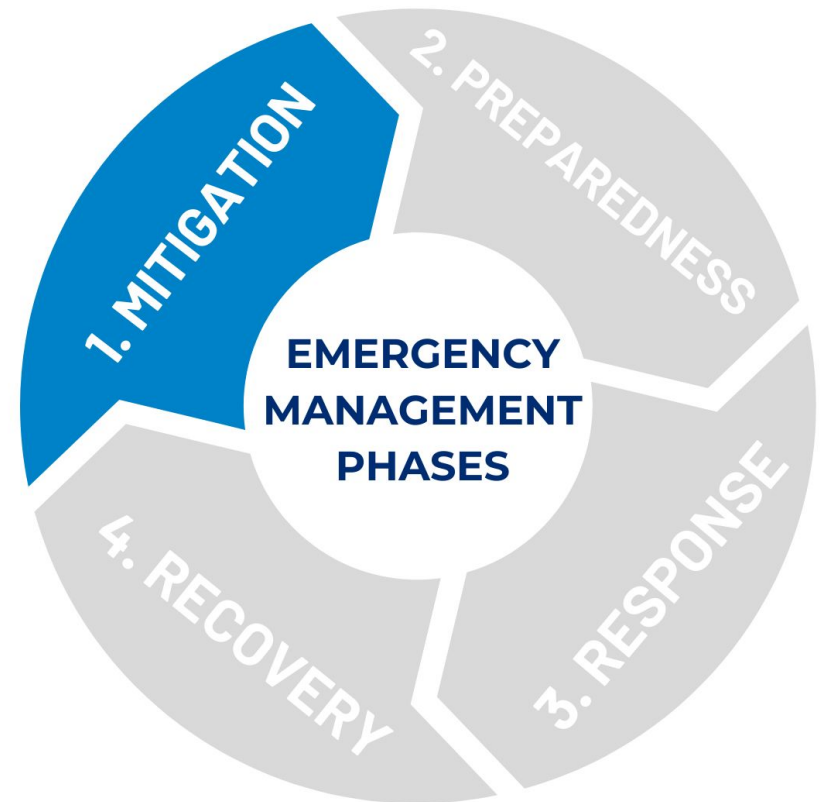 1. MITIGATION
2. PREPAREDNESS
3. RESPONSE
4. RECOVERY
EMERGENCY
MANAGEMENT
PHASES